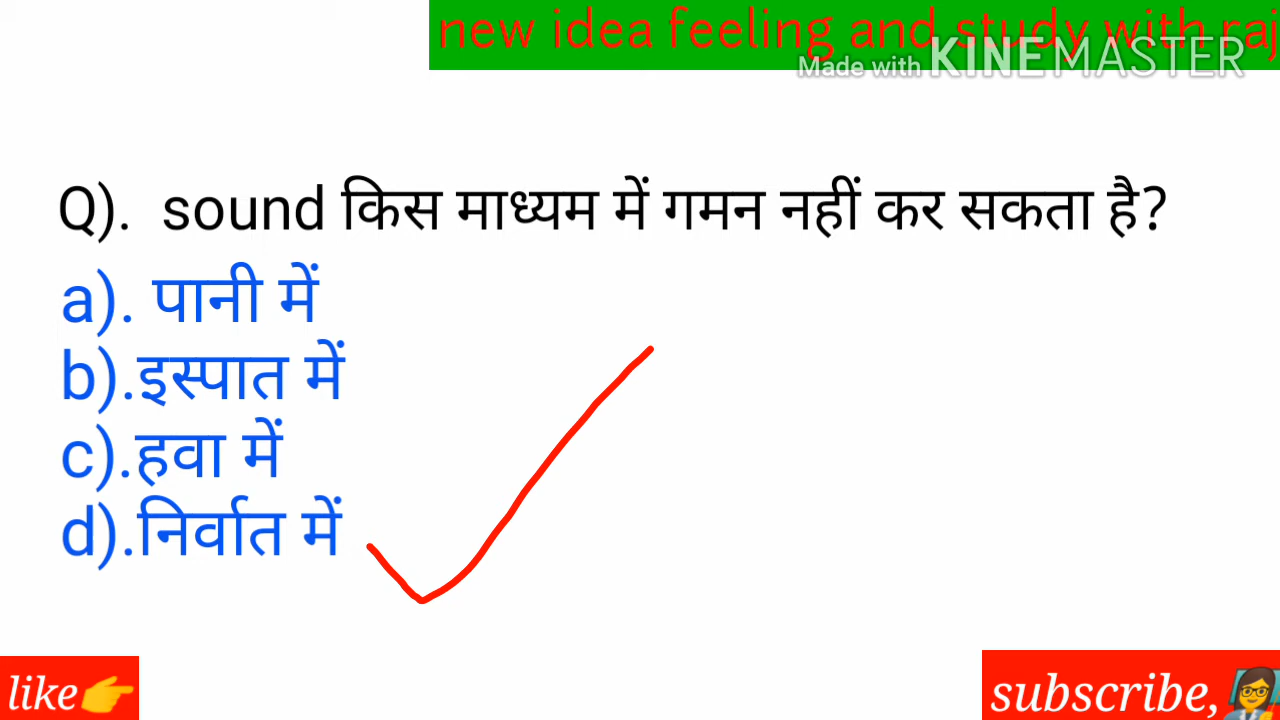 new idea feeling and study with raj
Made with KINEMASTER
Q). sound किस माध्यम में गमन नहीं कर सकता है?
a). पानी में
b).इस्पात में
c).हवा में
d).निर्वात में
like
subscribe,